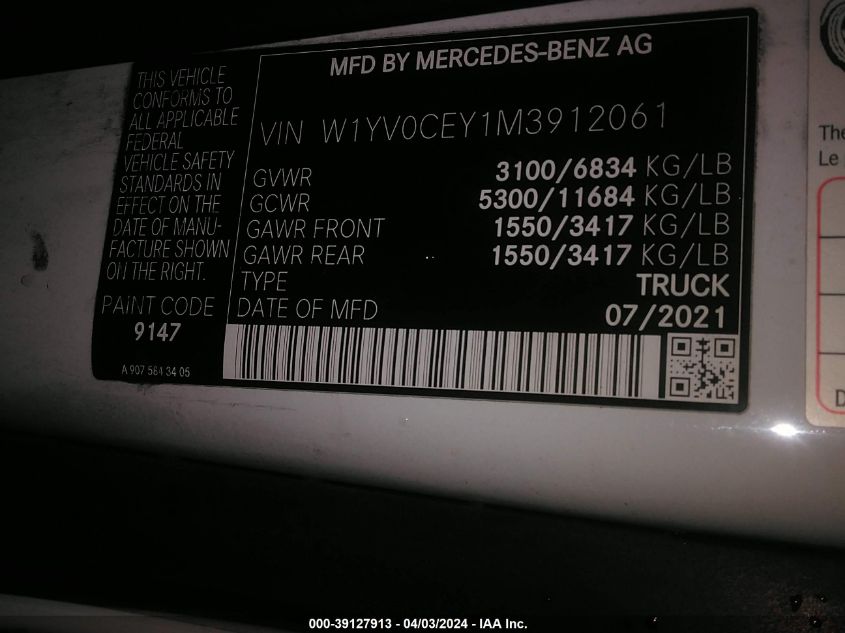 THIS VEHICLE
CONFORMS TO
ALL APPLICABLE
FEDERAL
VEHICLE SAFETY
STANDARDS IN
EFFECT ON THE
DATE OF MANU-
FACTURE SHOWN
ON THE RIGHT.
PAINT CODE
9147
A 907 584 34 05
MFD BY MERCEDES-BENZ AG
VIN W1YV0CEY1M3912061
GVWR 3100/6834 KG/LB
GCWR 5300/11684 KG/LB
GAWR FRONT 1550/3417 KG/LB
GAWR REAR 1550/3417 KG/LB
TYPE TRUCK
DATE OF MFD 07/2021
The
Le
D
000-39127913 - 04/03/2024 - IAA Inc.